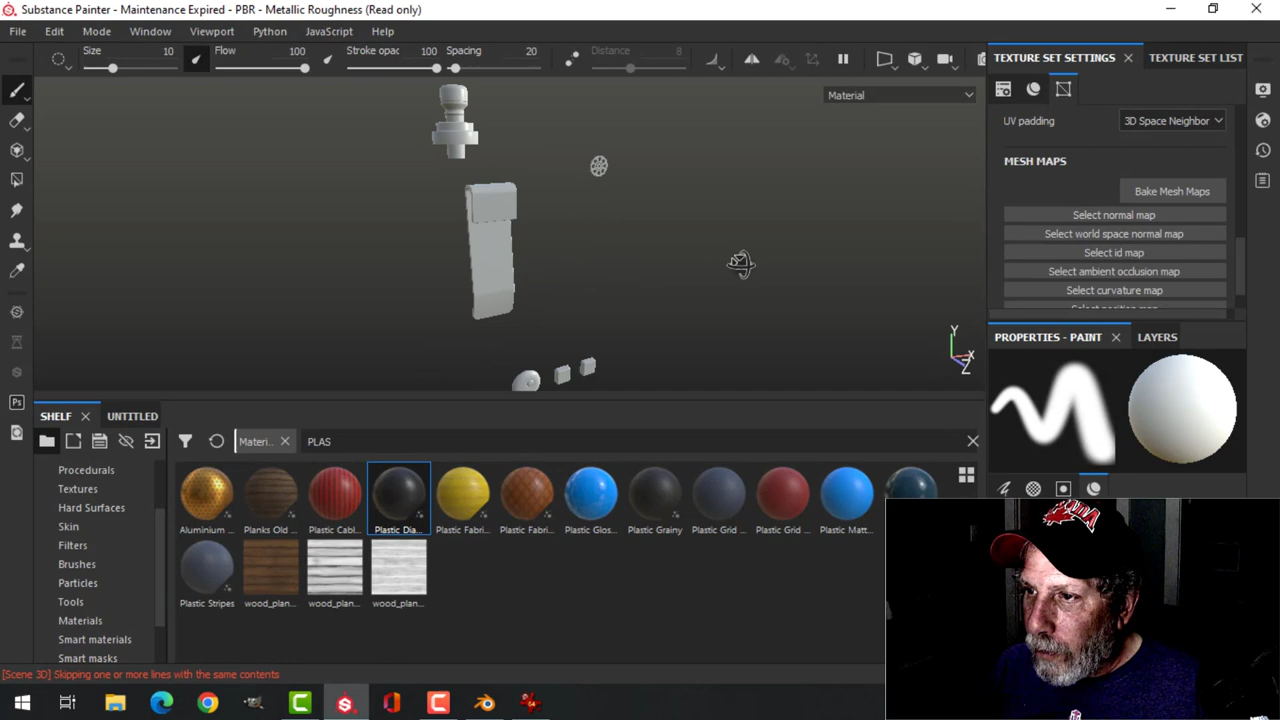 Substance Painter - Maintenance Expired - PBR - Metallic Roughness (Read only)
File Edit Mode Window Viewport Python JavaScript Help
Size 10 Flow 100 Stroke opac 100 Spacing 20 Distance 8
TEXTURE SET SETTINGS TEXTURE SET LIST
Material
UV padding 3D Space Neighbor
MESH MAPS
Bake Mesh Maps
Select normal map
Select world space normal map
Select id map
Select ambient occlusion map
Select curvature map
Y
X
Z
PROPERTIES - PAINT LAYERS
SHELF UNTITLED
Materi.. PLAS
Procedurals
Textures
Hard Surfaces
Skin
Filters
Brushes
Particles
Tools
Materials
Smart materials
Smart masks
Aluminium ... Planks Old ... Plastic Cabl... Plastic Dia... Plastic Fabri... Plastic Fabri... Plastic Glos... Plastic Grainy Plastic Grid ... Plastic Grid ... Plastic Matt...
Plastic Stripes wood_plan... wood_plan... wood_plan...
[Scene 3D] Skipping one or more lines with the same contents
Ps